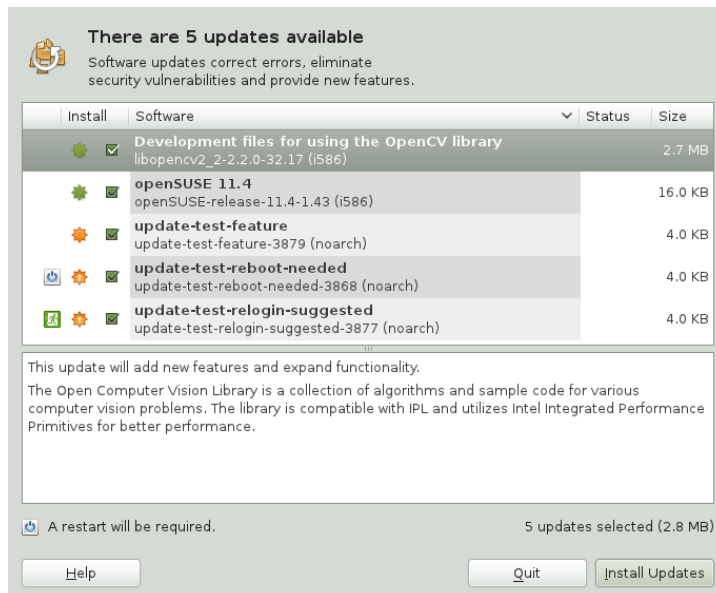 There are 5 updates available
Software updates correct errors, eliminate
security vulnerabilities and provide new features.
Install Software Status Size
Development files for using the OpenCV library
libopencv2_2-2.2.0-32.17 (i586)
2.7 MB
openSUSE 11.4
openSUSE-release-11.4-1.43 (i586)
16.0 KB
update-test-feature
update-test-feature-3879 (noarch)
4.0 KB
update-test-reboot-needed
update-test-reboot-needed-3868 (noarch)
4.0 KB
update-test-relogin-suggested
update-test-relogin-suggested-3877 (noarch)
4.0 KB
This update will add new features and expand functionality.
The Open Computer Vision Library is a collection of algorithms and sample code for various
computer vision problems. The library is compatible with IPL and utilizes Intel Integrated Performance
Primitives for better performance.
A restart will be required.
5 updates selected (2.8 MB)
Help Quit Install Updates